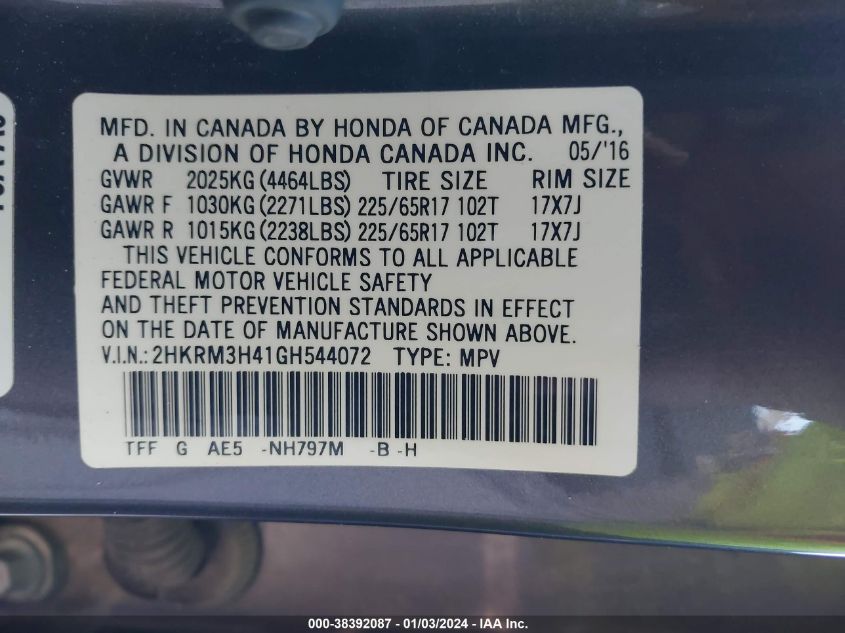 MFD. IN CANADA BY HONDA OF CANADA MFG.,
A DIVISION OF HONDA CANADA INC. 05/'16
GVWR 2025KG (4464LBS) TIRE SIZE RIM SIZE
GAWR F 1030KG (2271LBS) 225/65R17 102T 17X7J
GAWR R 1015KG (2238LBS) 225/65R17 102T 17X7J
THIS VEHICLE CONFORMS TO ALL APPLICABLE
FEDERAL MOTOR VEHICLE SAFETY
AND THEFT PREVENTION STANDARDS IN EFFECT
ON THE DATE OF MANUFACTURE SHOWN ABOVE.
V.I.N.: 2HKRM3H41GH544072 TYPE: MPV
TFF G AE5 -NH797M -B -H
000-38392087 - 01/03/2024 - IAA Inc.